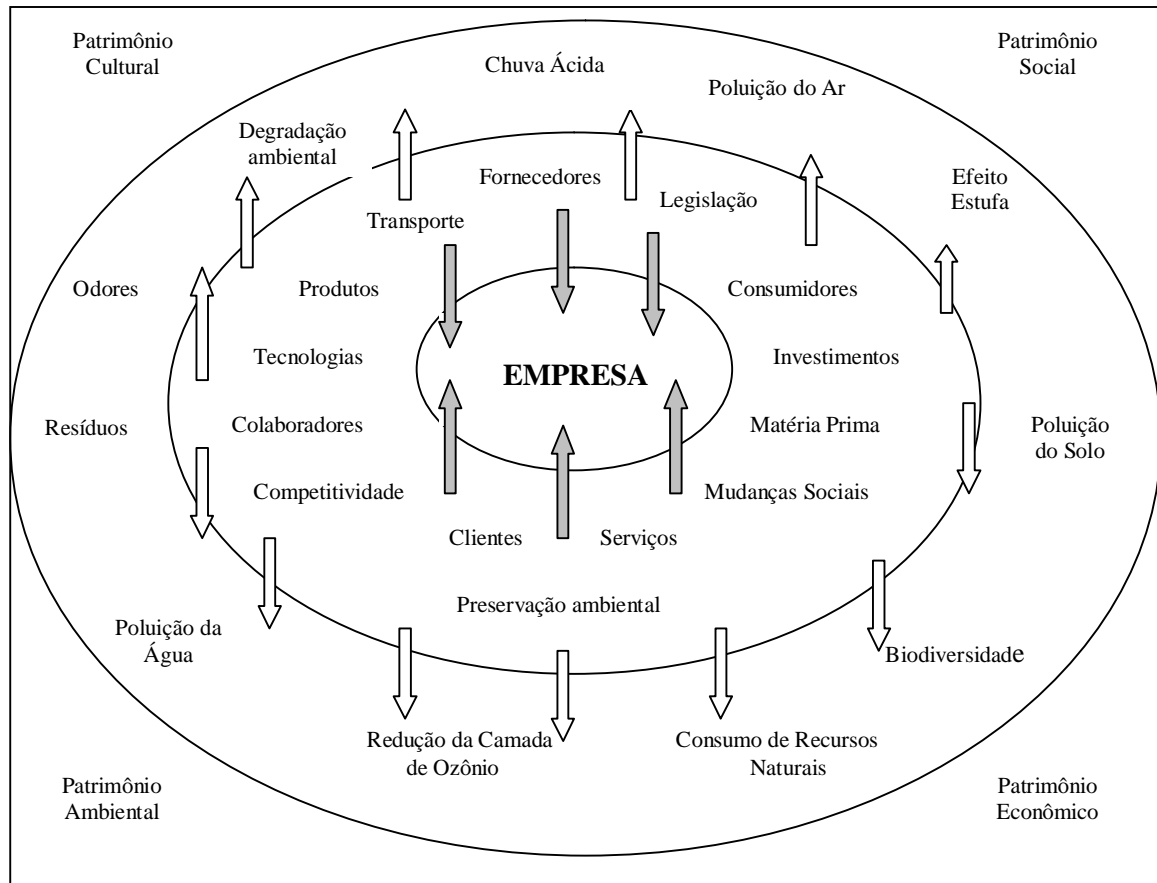 Patrimônio
Cultural
Patrimônio
Social
Chuva Ácida
Poluição do Ar
Degradação
ambiental
Fornecedores
Efeito
Estufa
Legislação
Transporte
Odores
Produtos
Consumidores
Tecnologias
EMPRESA
Investimentos
Resíduos
Colaboradores
Matéria Prima
Poluição
do Solo
Competitividade
Mudanças Sociais
Clientes
Serviços
Preservação ambiental
Poluição da
Água
Biodiversidade
Redução da Camada
de Ozônio
Consumo de Recursos
Naturais
Patrimônio
Ambiental
Patrimônio
Econômico